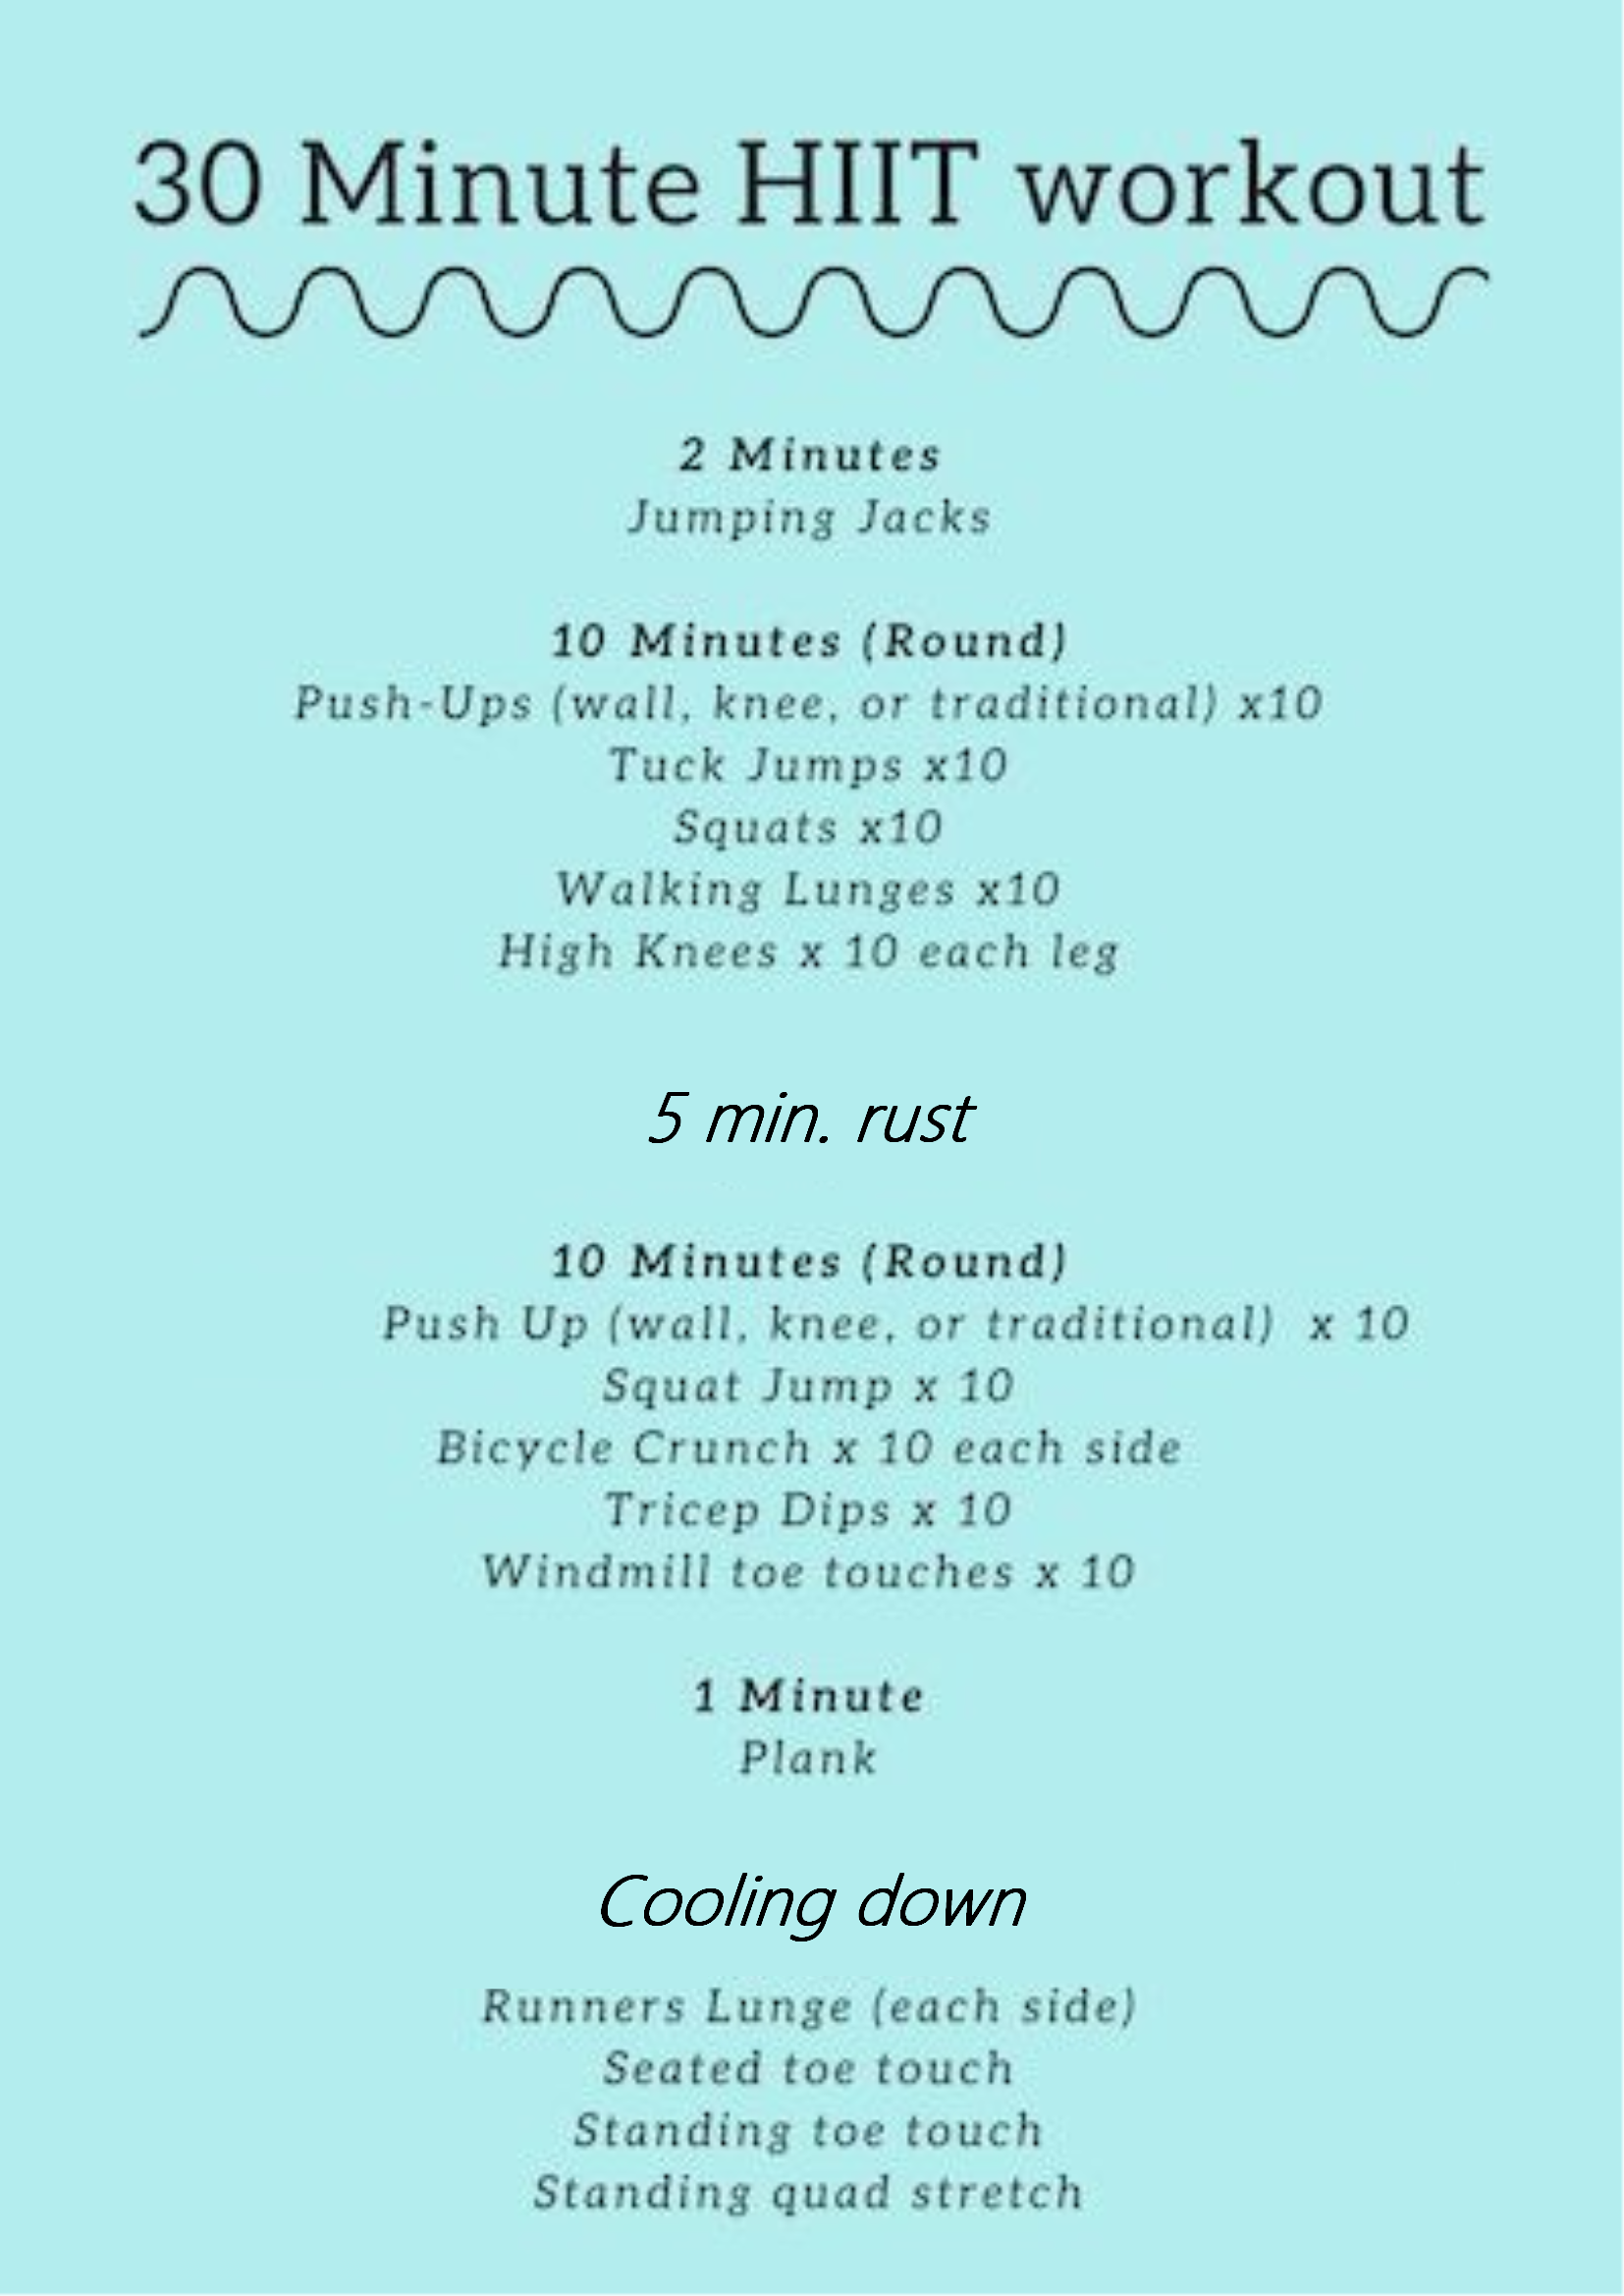 30 Minute HIIT workout
2 Minutes
Jumping Jacks
10 Minutes (Round)
Push-Ups (wall, knee, or traditional) x10
Tuck Jumps x10
Squats x10
Walking Lunges x10
High Knees x 10 each leg
5 min. rust
10 Minutes (Round)
Push Up (wall, knee, or traditional) x 10
Squat Jump x 10
Bicycle Crunch x 10 each side
Tricep Dips x 10
Windmill toe touches x 10
1 Minute
Plank
Cooling down
Runners Lunge (each side)
Seated toe touch
Standing toe touch
Standing quad stretch